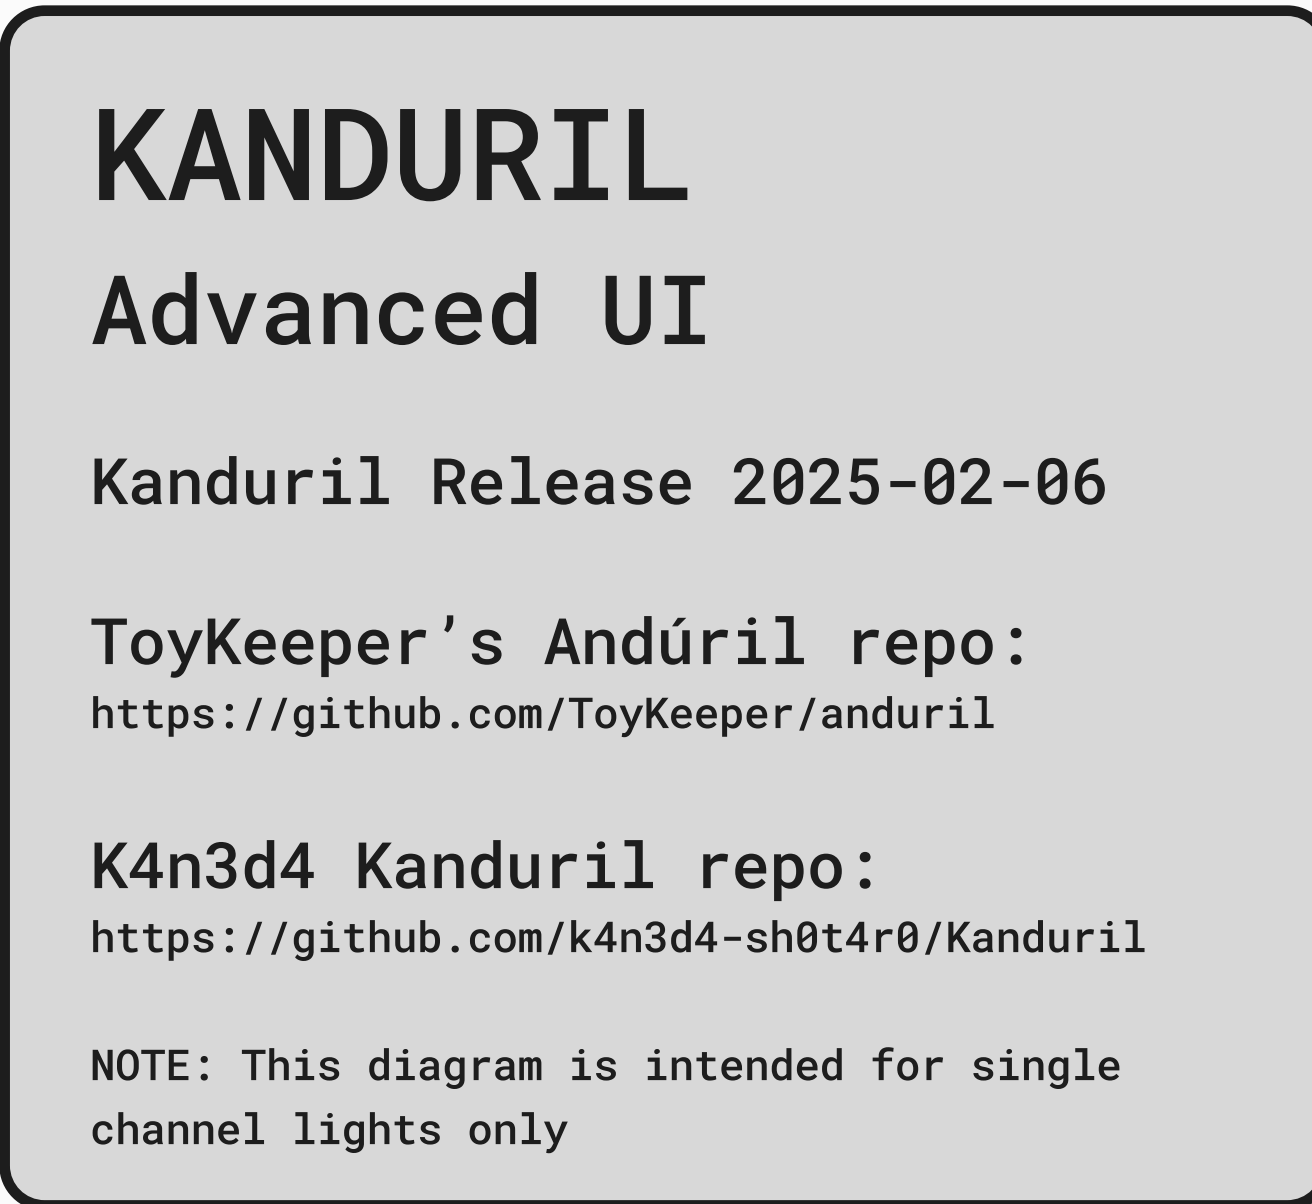 KANDURIL
Advanced UI
Kanduril Release 2025-02-06
ToyKeeper’s Andúril repo:
https://github.com/ToyKeeper/anduril
K4n3d4 Kanduril repo:
https://github.com/k4n3d4-sh0t4r0/Kanduril
NOTE: This diagram is intended for single
channel lights only